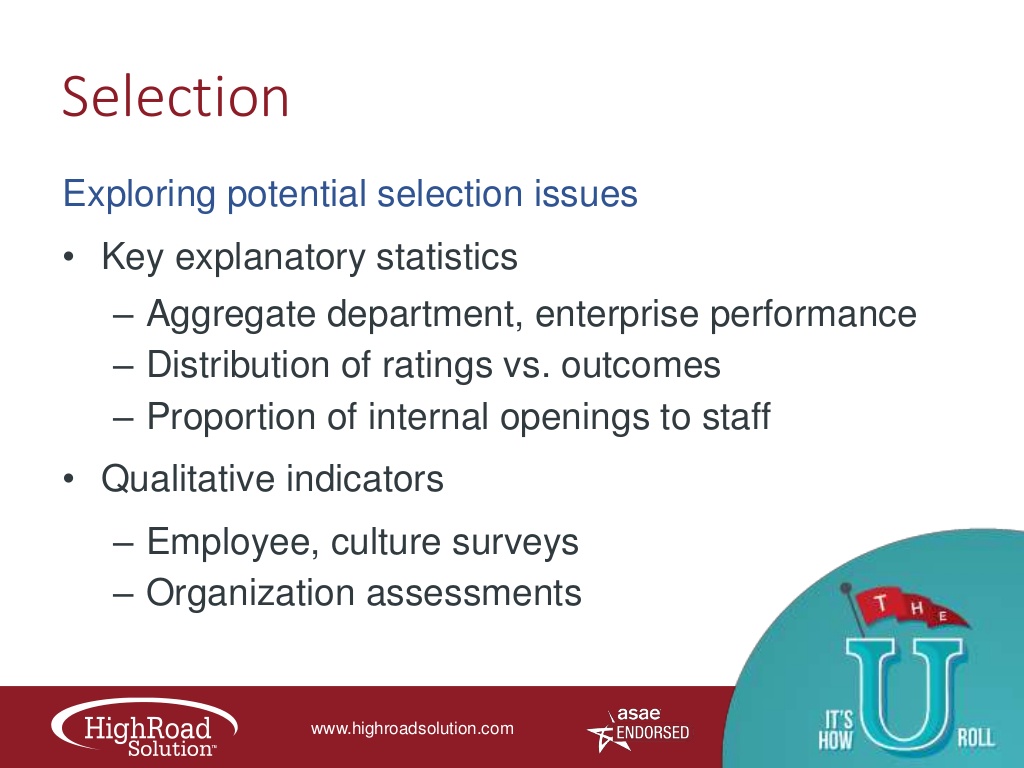 Selection
Exploring potential selection issues
• Key explanatory statistics
– Aggregate department, enterprise performance
– Distribution of ratings vs. outcomes
– Proportion of internal openings to staff
• Qualitative indicators
– Employee, culture surveys
– Organization assessments
HighRoad
Solution™
www.highroadsolution.com
asae
ENDORSED
THE
U
IT'S
HOW
ROLL